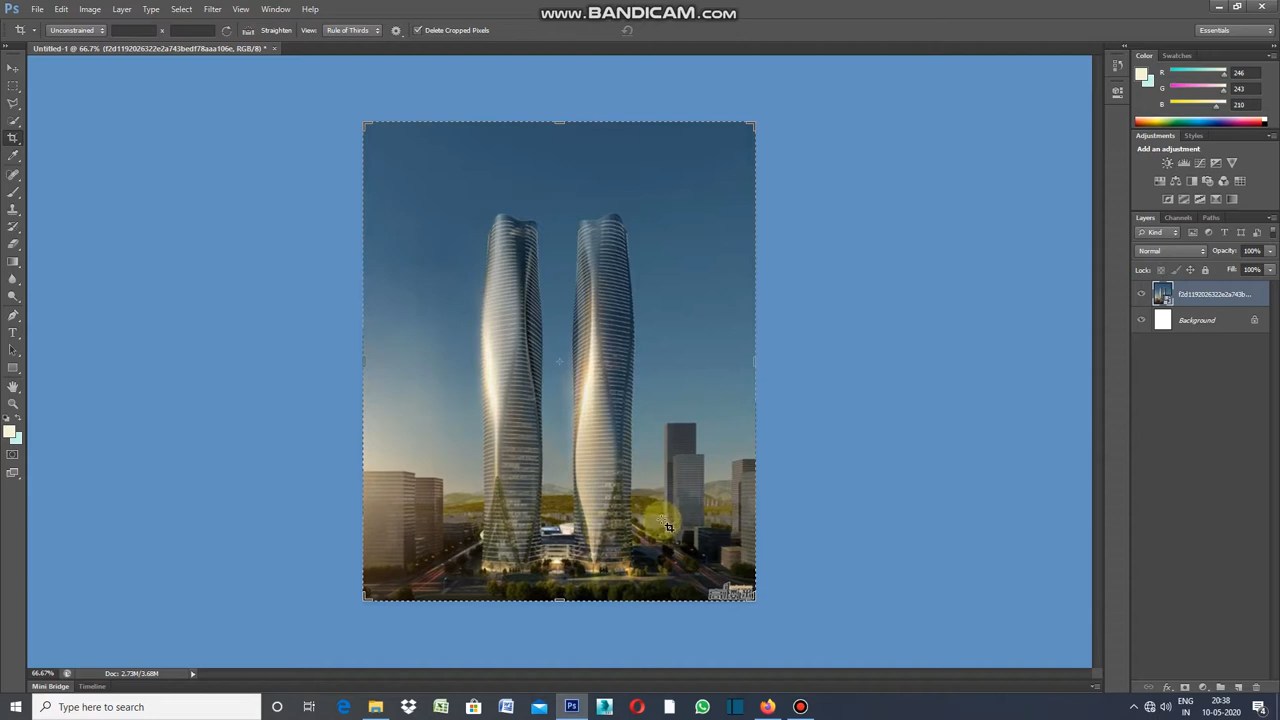 www.BANDICAM.com
Ps File Edit Image Layer Type Select Filter View Window Help
Unconstrained x Straighten View: Rule of Thirds Delete Cropped Pixels Essentials
Untitled-1 @ 66.7% (f2d1192026322e2a743bedf78aaa106e, RGB/8) * ×
Color Swatches
R 246
G 243
B 210
Adjustments Styles
Add an adjustment
Layers Channels Paths
Kind
Normal Opacity: 100%
Lock: Fill: 100%
f2d1192026322e2a743b...
Background
66.67% Doc: 2.73M/3.68M
Mini Bridge Timeline
Type here to search
Ps
ENG
IN
20:38
10-05-2020
4